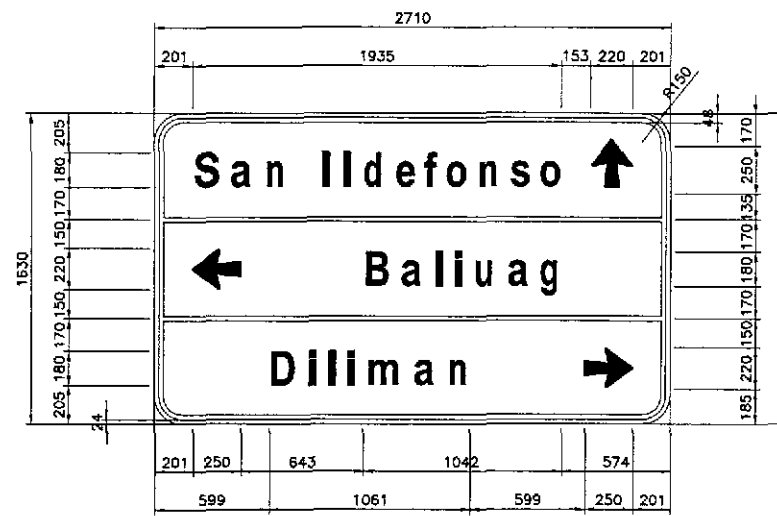 2710
201 1935 153 220 201
R150
48
205 180 170 150 220 150 170 180 205
1630
24
170 250 135 170 180 170 150 220 185
San Ildefonso
Baliuag
Diliman
201 250 643 1042 574
599 1061 599 250 201